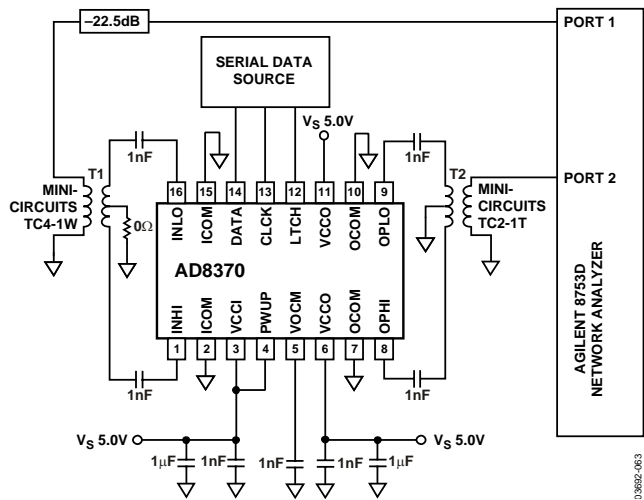 –22.5dB
PORT 1
SERIAL DATA
SOURCE
VS 5.0V
1nF
1nF
T1
T2
MINI-
CIRCUITS
TC4-1W
0Ω
PORT 2
MINI-
CIRCUITS
TC2-1T
16 15 14 13 12 11 10 9
INLO ICOM DATA CLCK LTCH VCCO OCOM OPLO
AD8370
INHI ICOM VCCI PWUP VOCM VCCO OCOM OPHI
1 2 3 4 5 6 7 8
1nF
1nF
AGILENT 8753D
NETWORK ANALYZER
VS 5.0V
VS 5.0V
1µF
1nF
1nF
1nF
1µF
03692-063